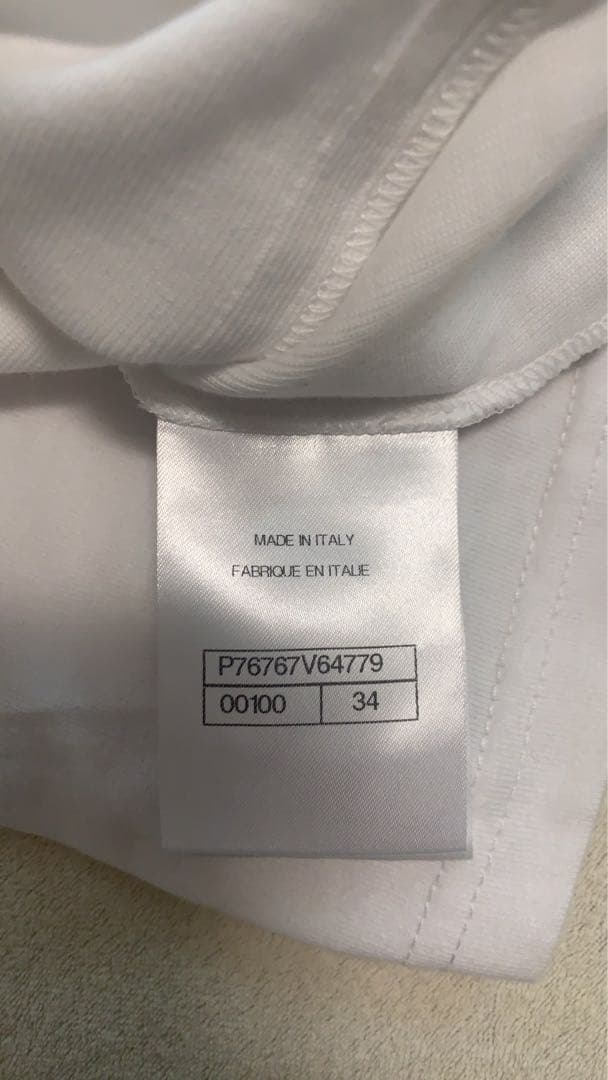 MADE IN ITALY
FABRIQUE EN ITALIE
P76767V64779
00100 34